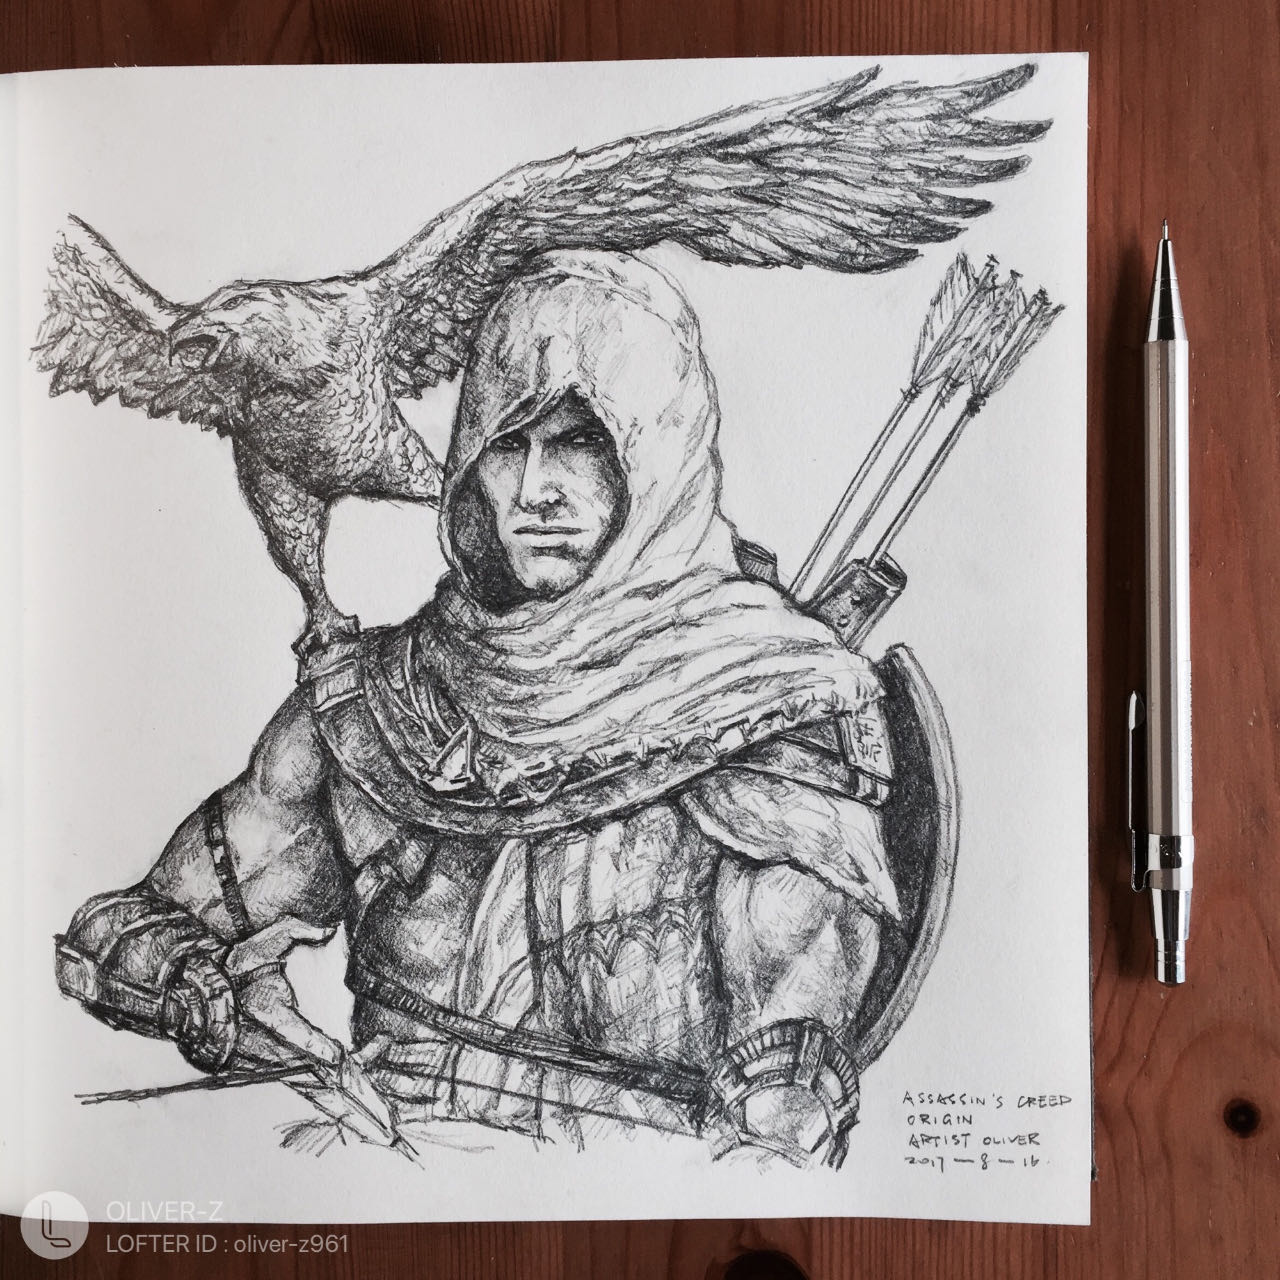 ASSASSIN'S CREED
ORIGIN
ARTIST OLIVER
2017-8-16.
OLIVER-Z
LOFTER ID : oliver-z961